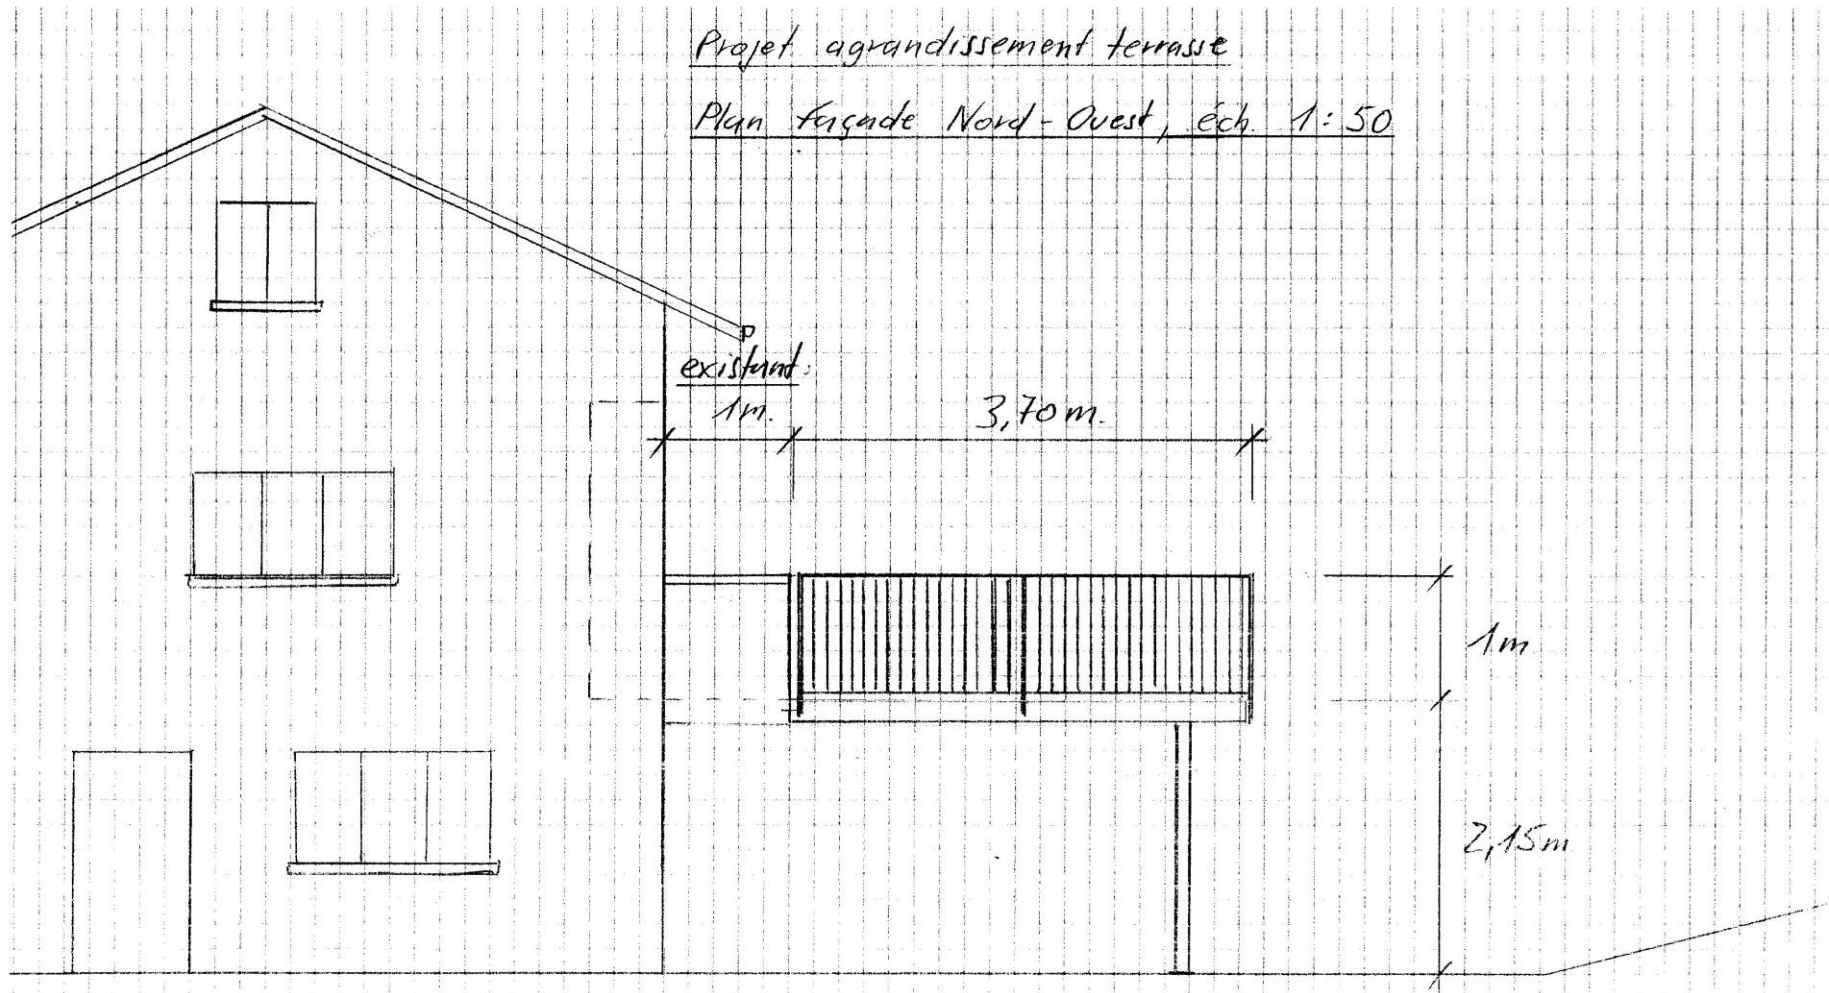 Projet agrandissement terrasse
Plan façade Nord-Ouest, éch. 1:50
existant:
1m.
3,70m.
1m
2,15m